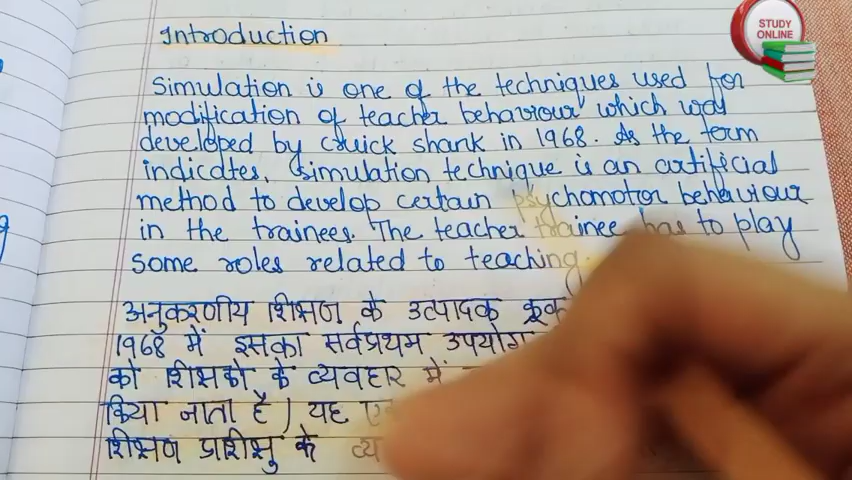 STUDY
ONLINE
Introduction
Simulation is one of the techniques used for
modification of teacher behaviour which was
developed by Cruick shank in 1968. As the term
indicates, Simulation technique is an artificial
method to develop certain psychomotor behaviour
in the trainees. The teacher trainee has to play
some roles related to teaching.
अनुकरणीय शिक्षण के उत्पादक
1968 में इसका सर्वप्रथम उपयोग
को शिक्षको के व्यवहार में
किया जाता है। यह
शिक्षण प्रशिक्षु के